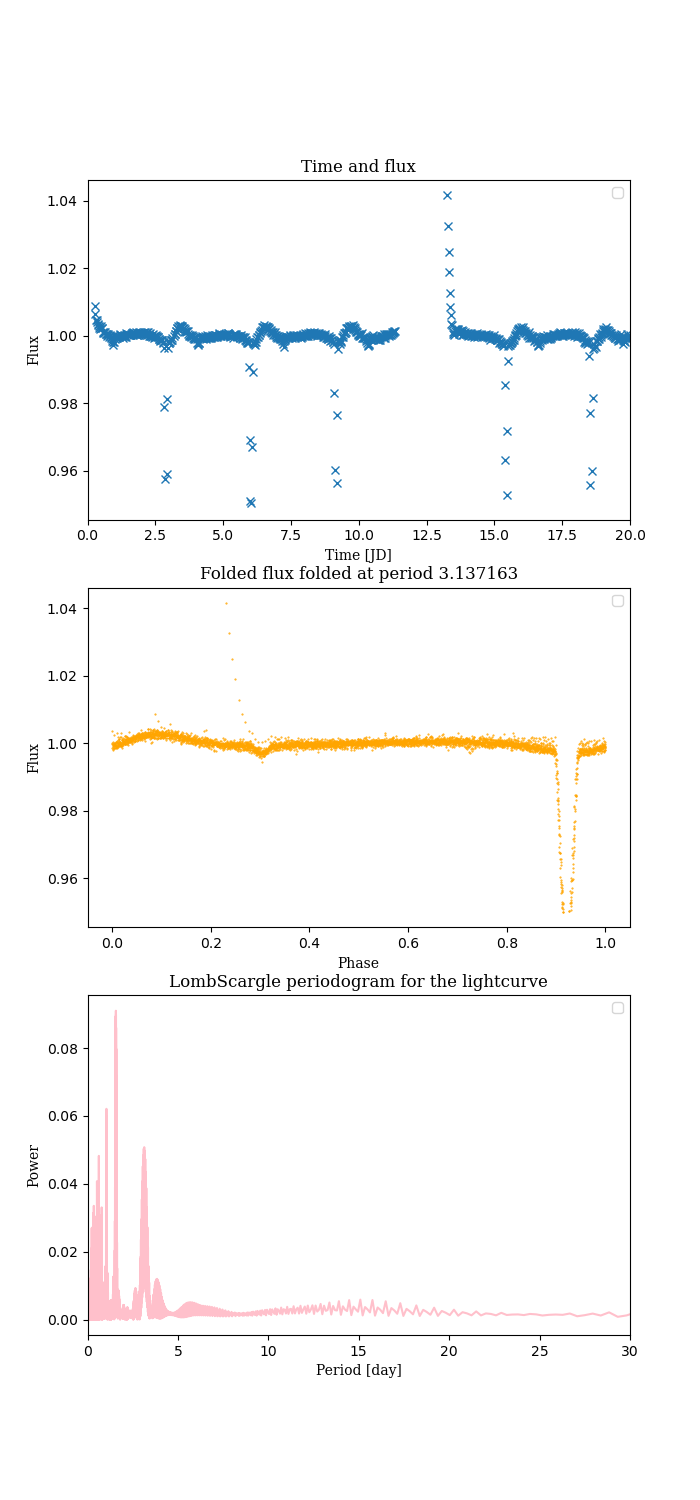 Time and flux
1.04
1.02
1.00
0.98
0.96
Flux
0.0 2.5 5.0 7.5 10.0 12.5 15.0 17.5 20.0
Time [JD]
Folded flux folded at period 3.137163
1.04
1.02
1.00
0.98
0.96
Flux
0.0 0.2 0.4 0.6 0.8 1.0
Phase
LombScargle periodogram for the lightcurve
0.08
0.06
0.04
0.02
0.00
Power
0 5 10 15 20 25 30
Period [day]